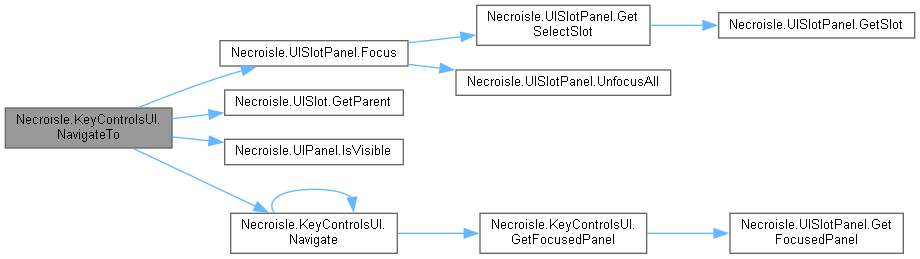 Necroisle.KeyControlsUI.
NavigateTo
Necroisle.UISlotPanel.Focus
Necroisle.UISlotPanel.Get
SelectSlot
Necroisle.UISlotPanel.GetSlot
Necroisle.UISlotPanel.UnfocusAll
Necroisle.UISlot.GetParent
Necroisle.UIPanel.IsVisible
Necroisle.KeyControlsUI.
Navigate
Necroisle.KeyControlsUI.
GetFocusedPanel
Necroisle.UISlotPanel.Get
FocusedPanel